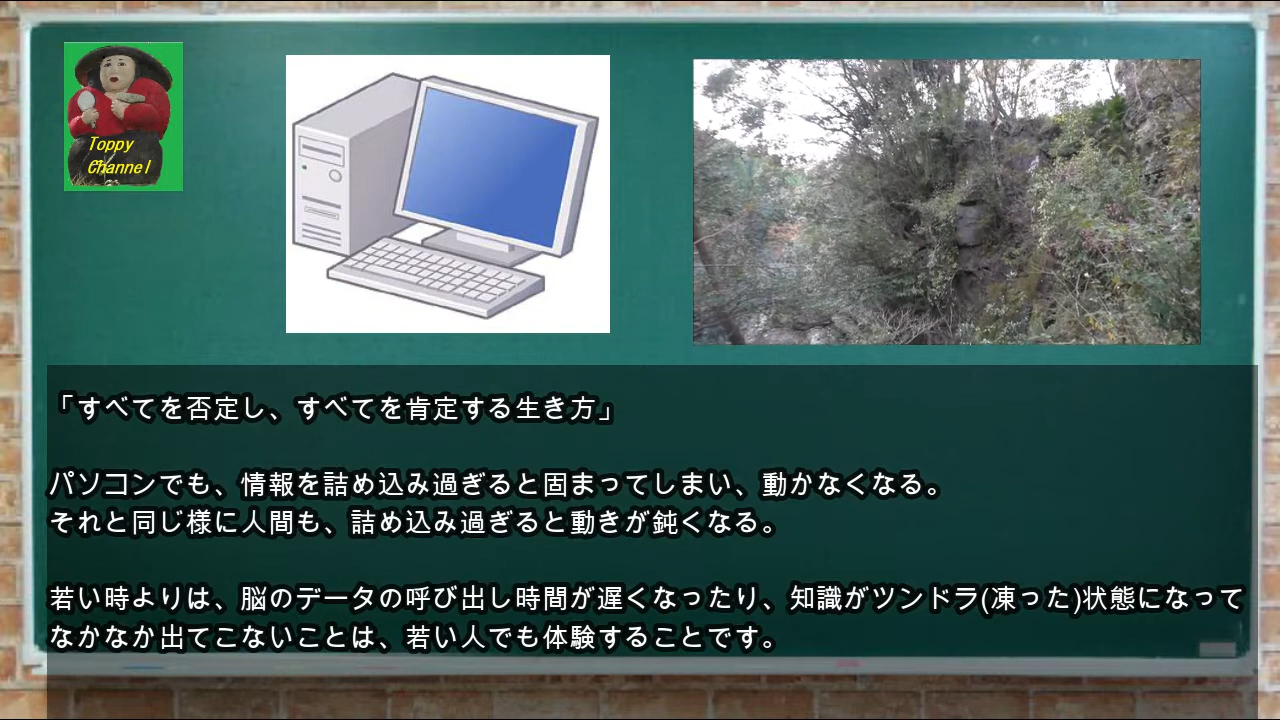 Toppy
Channel
「すべてを否定し、すべてを肯定する生き方」
パソコンでも、情報を詰め込み過ぎると固まってしまい、動かなくなる。
それと同じ様に人間も、詰め込み過ぎると動きが鈍くなる。
若い時よりは、脳のデータの呼び出し時間が遅くなったり、知識がツンドラ(凍った)状態になって
なかなか出てこないことは、若い人でも体験することです。